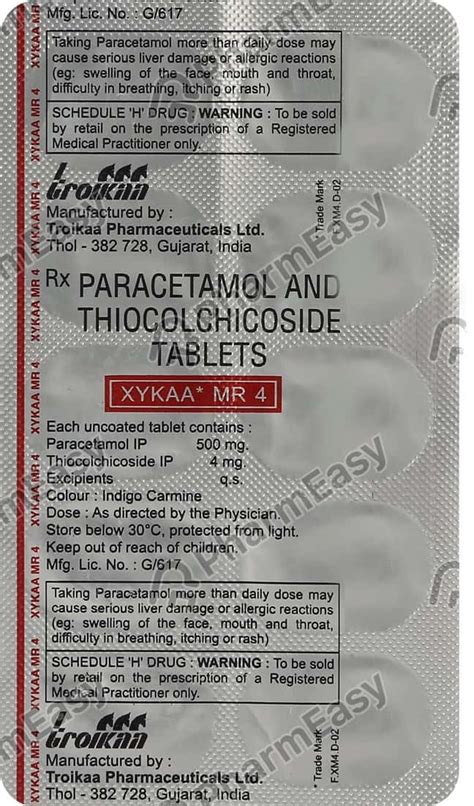 Mfg. Lic. No. : G/617
Taking Paracetamol more than daily dose may
cause serious liver damage or allergic reactions
(eg: swelling of the face, mouth and throat,
difficulty in breathing, itching or rash)
SCHEDULE 'H' DRUG : WARNING : To be sold
by retail on the prescription of a Registered
Medical Practitioner only.
troikaa
Manufactured by :
Troikaa Pharmaceuticals Ltd.
Thol - 382 728, Gujarat, India
* Trade Mark
F.XM4.D-02
Rx PARACETAMOL AND
THIOCOLCHICOSIDE
TABLETS
XYKAA* MR 4
Each uncoated tablet contains :
Paracetamol IP 500 mg.
Thiocolchicoside IP 4 mg.
Excipients q.s.
Colour : Indigo Carmine
Dose : As directed by the Physician.
Store below 30°C, protected from light.
Keep out of reach of children.
Mfg. Lic. No. : G/617
Taking Paracetamol more than daily dose may
cause serious liver damage or allergic reactions
(eg: swelling of the face, mouth and throat,
difficulty in breathing, itching or rash)
SCHEDULE 'H' DRUG : WARNING : To be sold
by retail on the prescription of a Registered
Medical Practitioner only.
troikaa
Manufactured by :
Troikaa Pharmaceuticals Ltd.
Thol - 382 728, Gujarat, India
* Trade Mark
F.XM4.D-02
XYKAA MR 4
XYKAA MR 4
XYKAA MR 4
XYKAA MR 4
XYKAA MR 4
XYKAA MR 4
PharmEasy
PharmEasy
PharmEasy